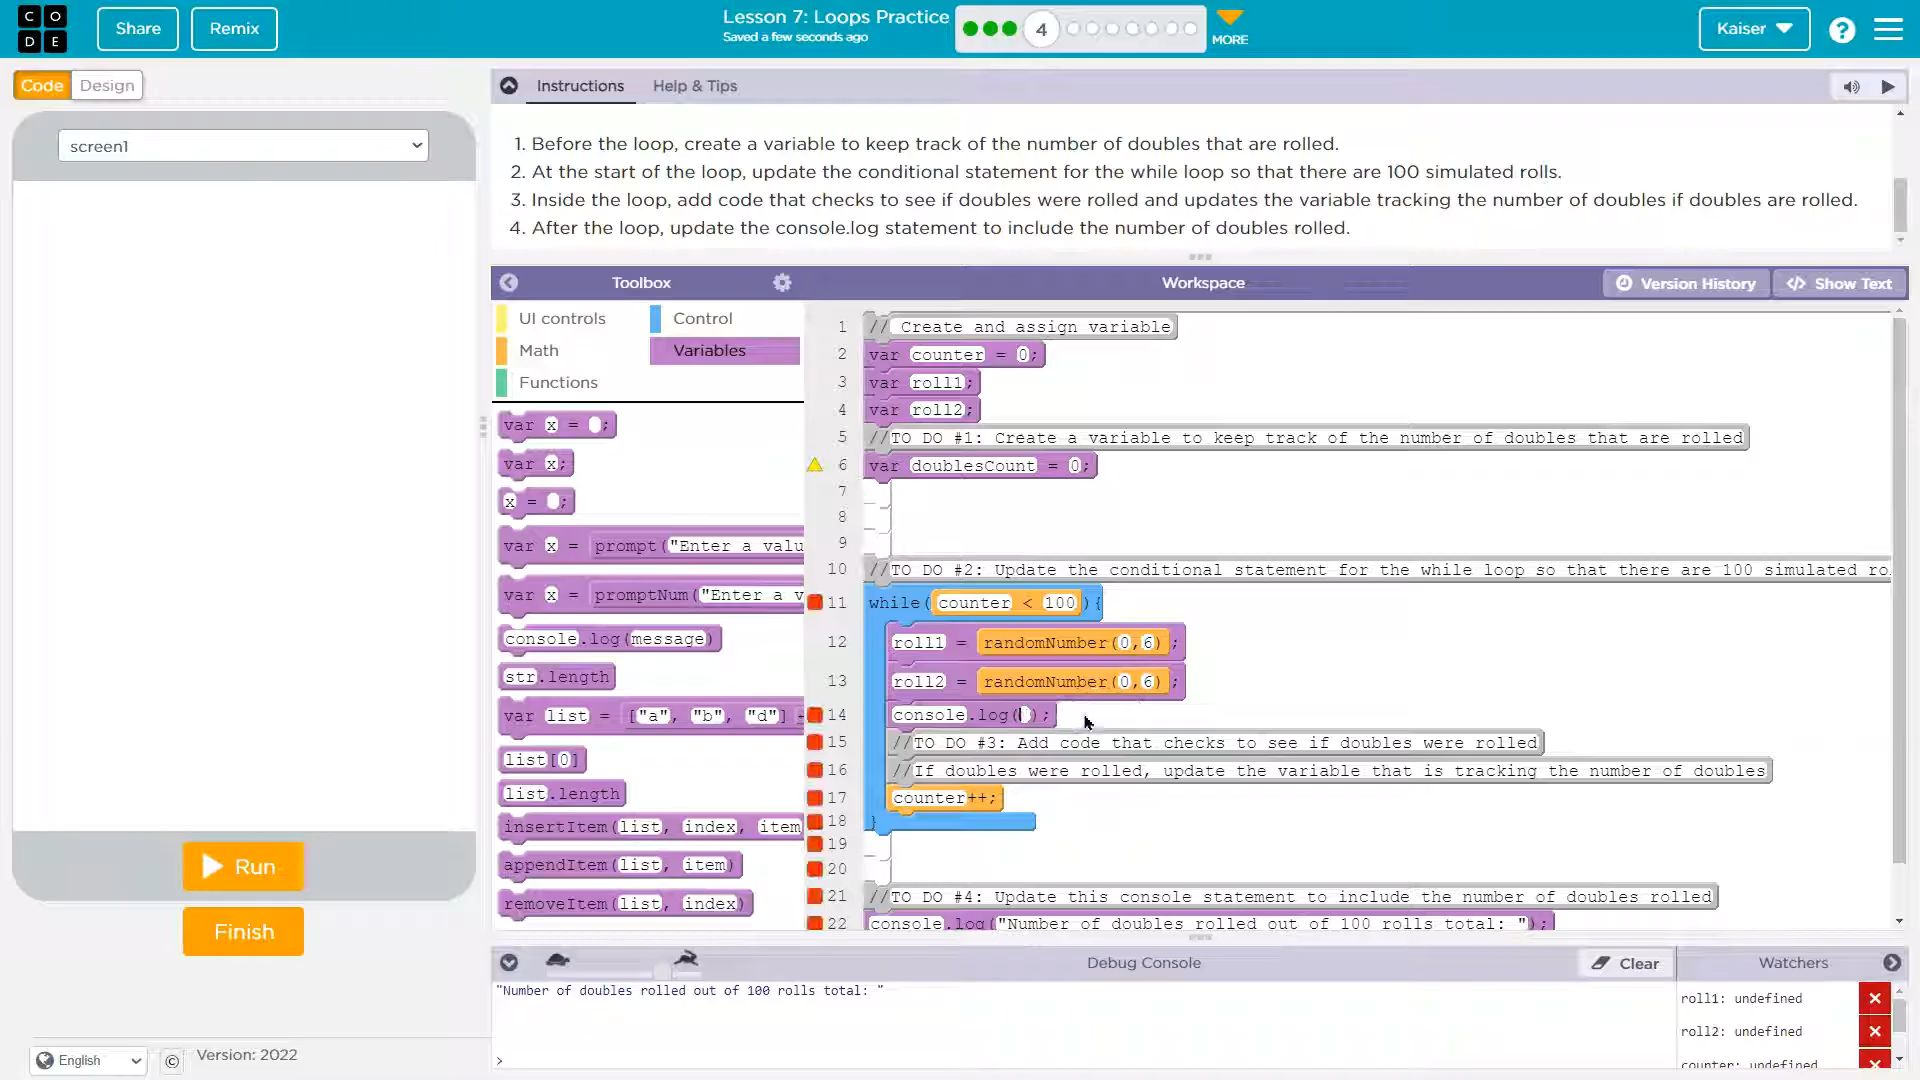 C O
D E
Share
Remix
Lesson 7: Loops Practice
Saved a few seconds ago
4
MORE
Kaiser
?
Code
Design
screen1
Run
Finish
English
©
Version: 2022
Instructions
Help & Tips
1. Before the loop, create a variable to keep track of the number of doubles that are rolled.
2. At the start of the loop, update the conditional statement for the while loop so that there are 100 simulated rolls.
3. Inside the loop, add code that checks to see if doubles were rolled and updates the variable tracking the number of doubles if doubles are rolled.
4. After the loop, update the console.log statement to include the number of doubles rolled.
Toolbox
Workspace
Version History
</> Show Text
UI controls
Control
Math
Variables
Functions
var x = ;
var x;
x = ;
var x = prompt("Enter a valu
var x = promptNum("Enter a v
console.log(message)
str.length
var list = ["a", "b", "d"]
list[0]
list.length
insertItem(list, index, item
appendItem(list, item)
removeItem(list, index)
1 // Create and assign variable
2 var counter = 0;
3 var roll1;
4 var roll2;
5 //TO DO #1: Create a variable to keep track of the number of doubles that are rolled
6 var doublesCount = 0;
7
8
9
10 //TO DO #2: Update the conditional statement for the while loop so that there are 100 simulated ro
11 while( counter < 100 ){
12 roll1 = randomNumber(0,6);
13 roll2 = randomNumber(0,6);
14 console.log( );
15 //TO DO #3: Add code that checks to see if doubles were rolled
16 //If doubles were rolled, update the variable that is tracking the number of doubles
17 counter++;
18 }
19
20
21 //TO DO #4: Update this console statement to include the number of doubles rolled
22 console.log("Number of doubles rolled out of 100 rolls total: ");
Debug Console
Clear
Watchers
"Number of doubles rolled out of 100 rolls total: "
>
roll1: undefined
roll2: undefined
counter: undefined